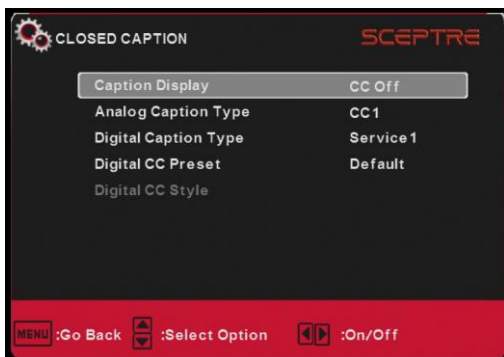 CLOSED CAPTION SCEPTRE
Caption Display CC Off
Analog Caption Type CC1
Digital Caption Type Service1
Digital CC Preset Default
Digital CC Style
MENU :Go Back :Select Option :On/Off